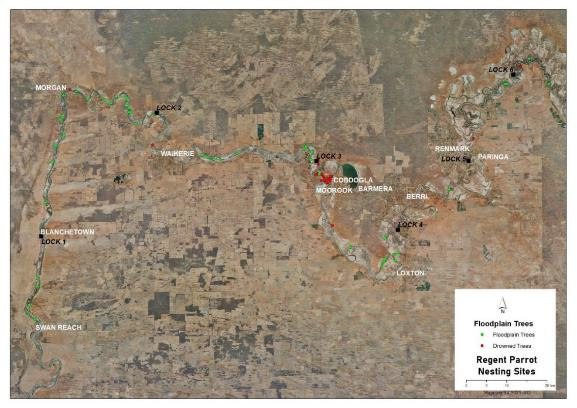 LOCK 6
MORGAN
LOCK 2
RENMARK
WAIKERIE
LOCK 3
LOCK 5
PARINGA
COBDOGLA
MOOROOK
BARMERA
BERRI
LOCK 4
BLANCHETOWN
LOCK 1
LOXTON
SWAN REACH
N
Floodplain Trees
Floodplain Trees
Drowned Trees
Regent Parrot
Nesting Sites